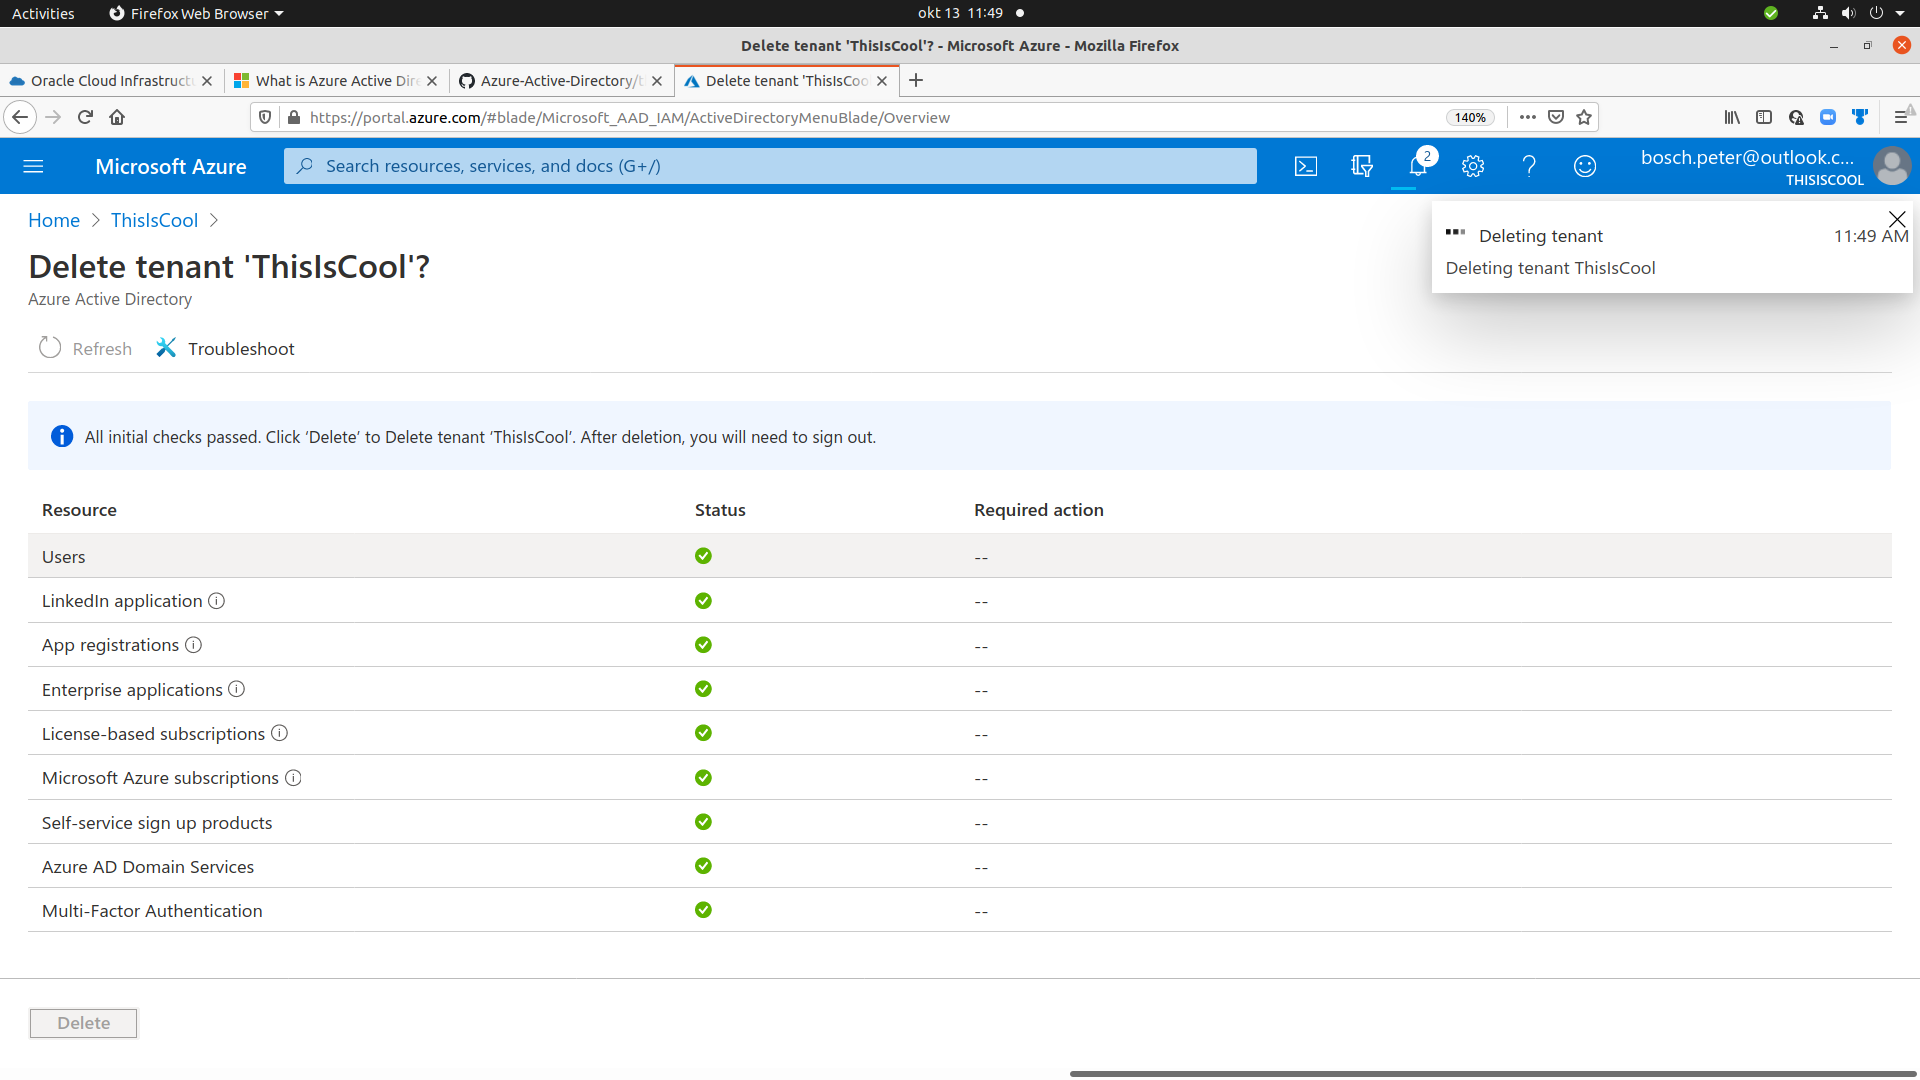 Activities
Firefox Web Browser
okt 13 11:49
Delete tenant 'ThisIsCool'? - Microsoft Azure - Mozilla Firefox
Oracle Cloud Infrastructu
What is Azure Active Dire
Azure-Active-Directory/t
Delete tenant 'ThisIsCoo
https://portal.azure.com/#blade/Microsoft_AAD_IAM/ActiveDirectoryMenuBlade/Overview
140%
Microsoft Azure
Search resources, services, and docs (G+/)
2
bosch.peter@outlook.c...
THISISCOOL
Home > ThisIsCool >
Deleting tenant
11:49 AM
Deleting tenant ThisIsCool
Delete tenant 'ThisIsCool'?
Azure Active Directory
Refresh
Troubleshoot
All initial checks passed. Click ‘Delete’ to Delete tenant ‘ThisIsCool’. After deletion, you will need to sign out.
Resource Status Required action
Users --
LinkedIn application --
App registrations --
Enterprise applications --
License-based subscriptions --
Microsoft Azure subscriptions --
Self-service sign up products --
Azure AD Domain Services --
Multi-Factor Authentication --
Delete